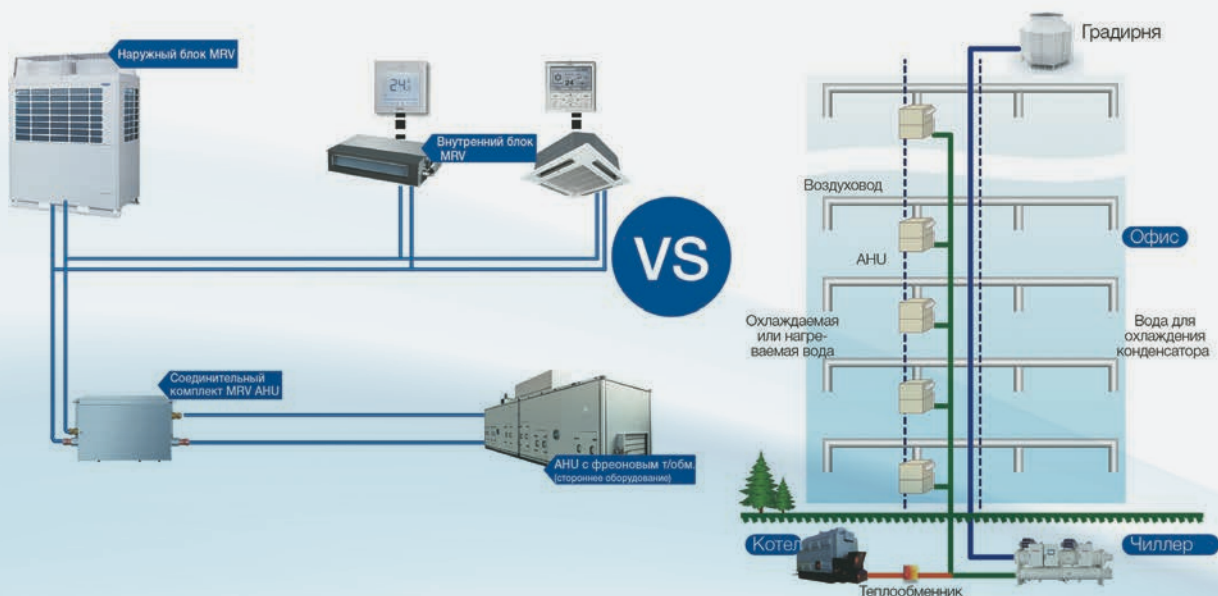 Наружный блок MRV
24
Внутренний блок
MRV
VS
Соединительный
комплект MRV AHU
AHU с фреоновым т/обм.
(стороннее оборудование)
Градирня
Воздуховод
Офис
AHU
Охлаждаемая
или нагре-
ваемая вода
Вода для
охлаждения
конденсатора
Котел
Чиллер
Теплообменник